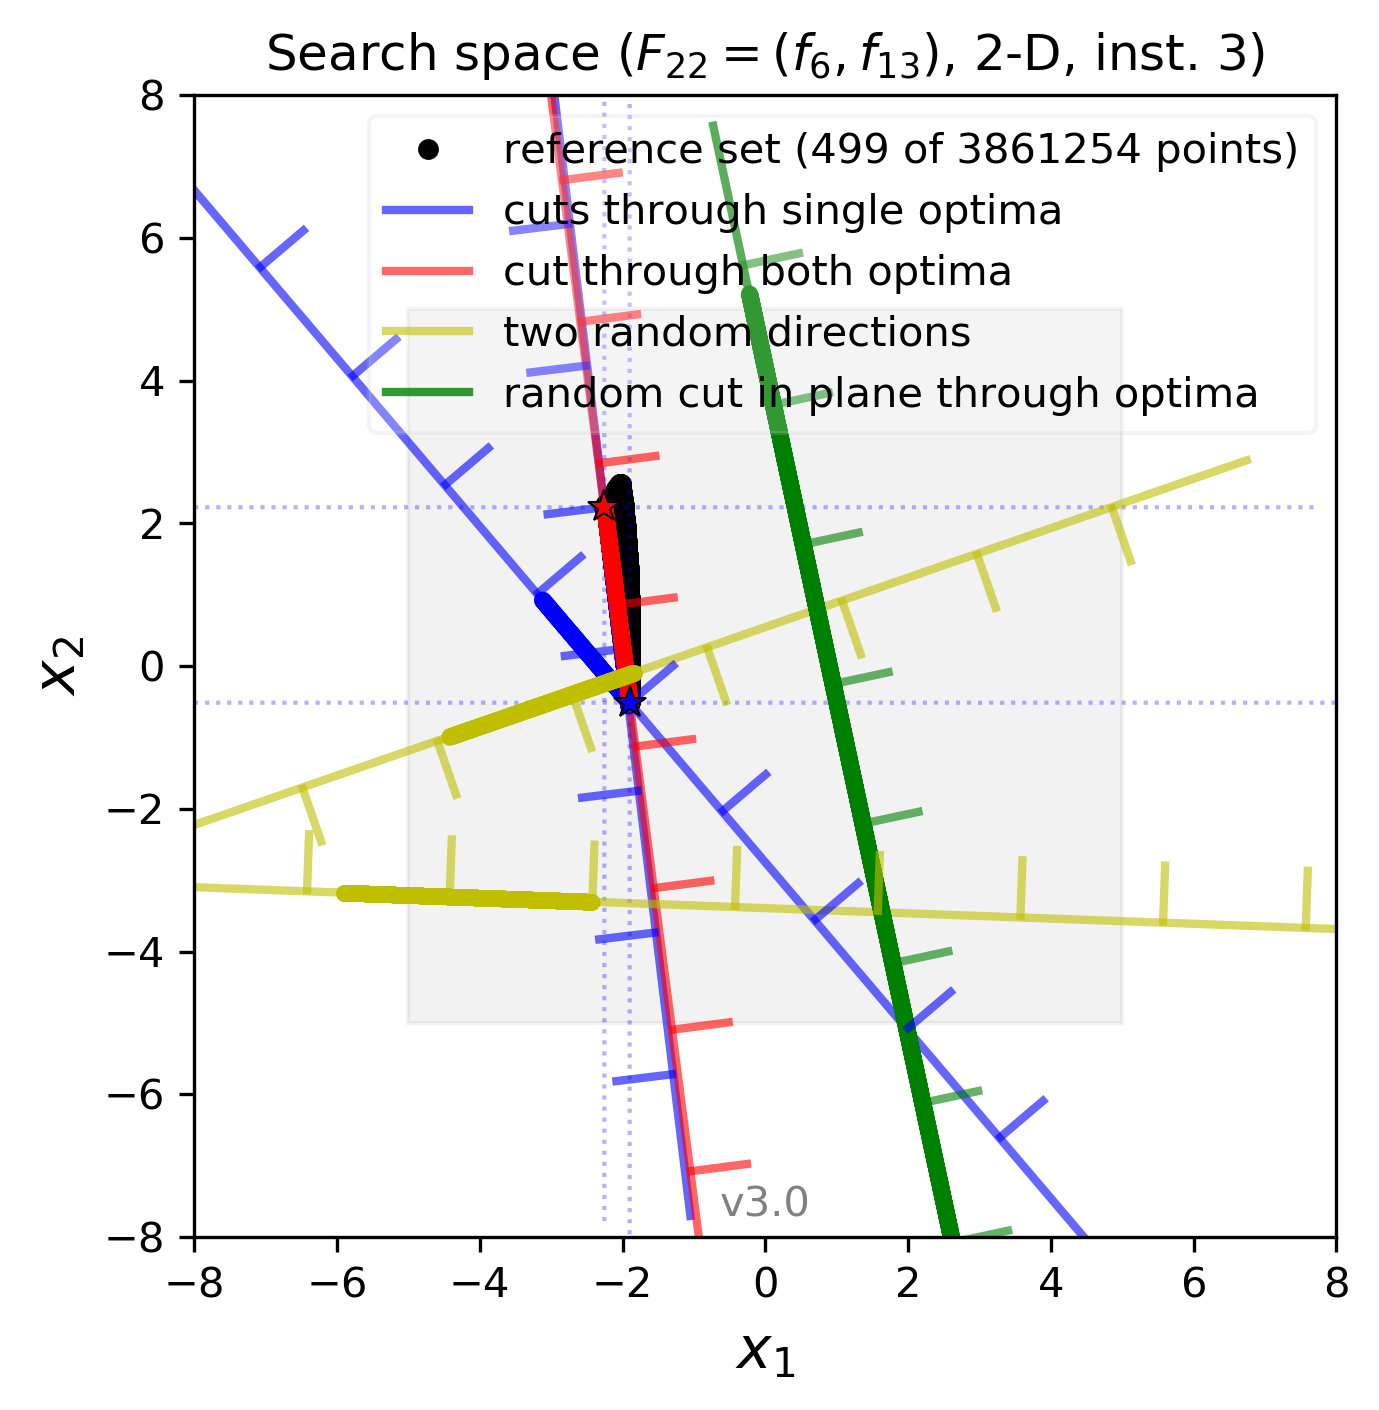 Search space (F₂₂ = (f₆, f₁₃), 2-D, inst. 3)
reference set (499 of 3861254 points)
cuts through single optima
cut through both optima
two random directions
random cut in plane through optima
8
6
4
2
0
−2
−4
−6
−8
x₂
v3.0
−8 −6 −4 −2 0 2 4 6 8
x₁